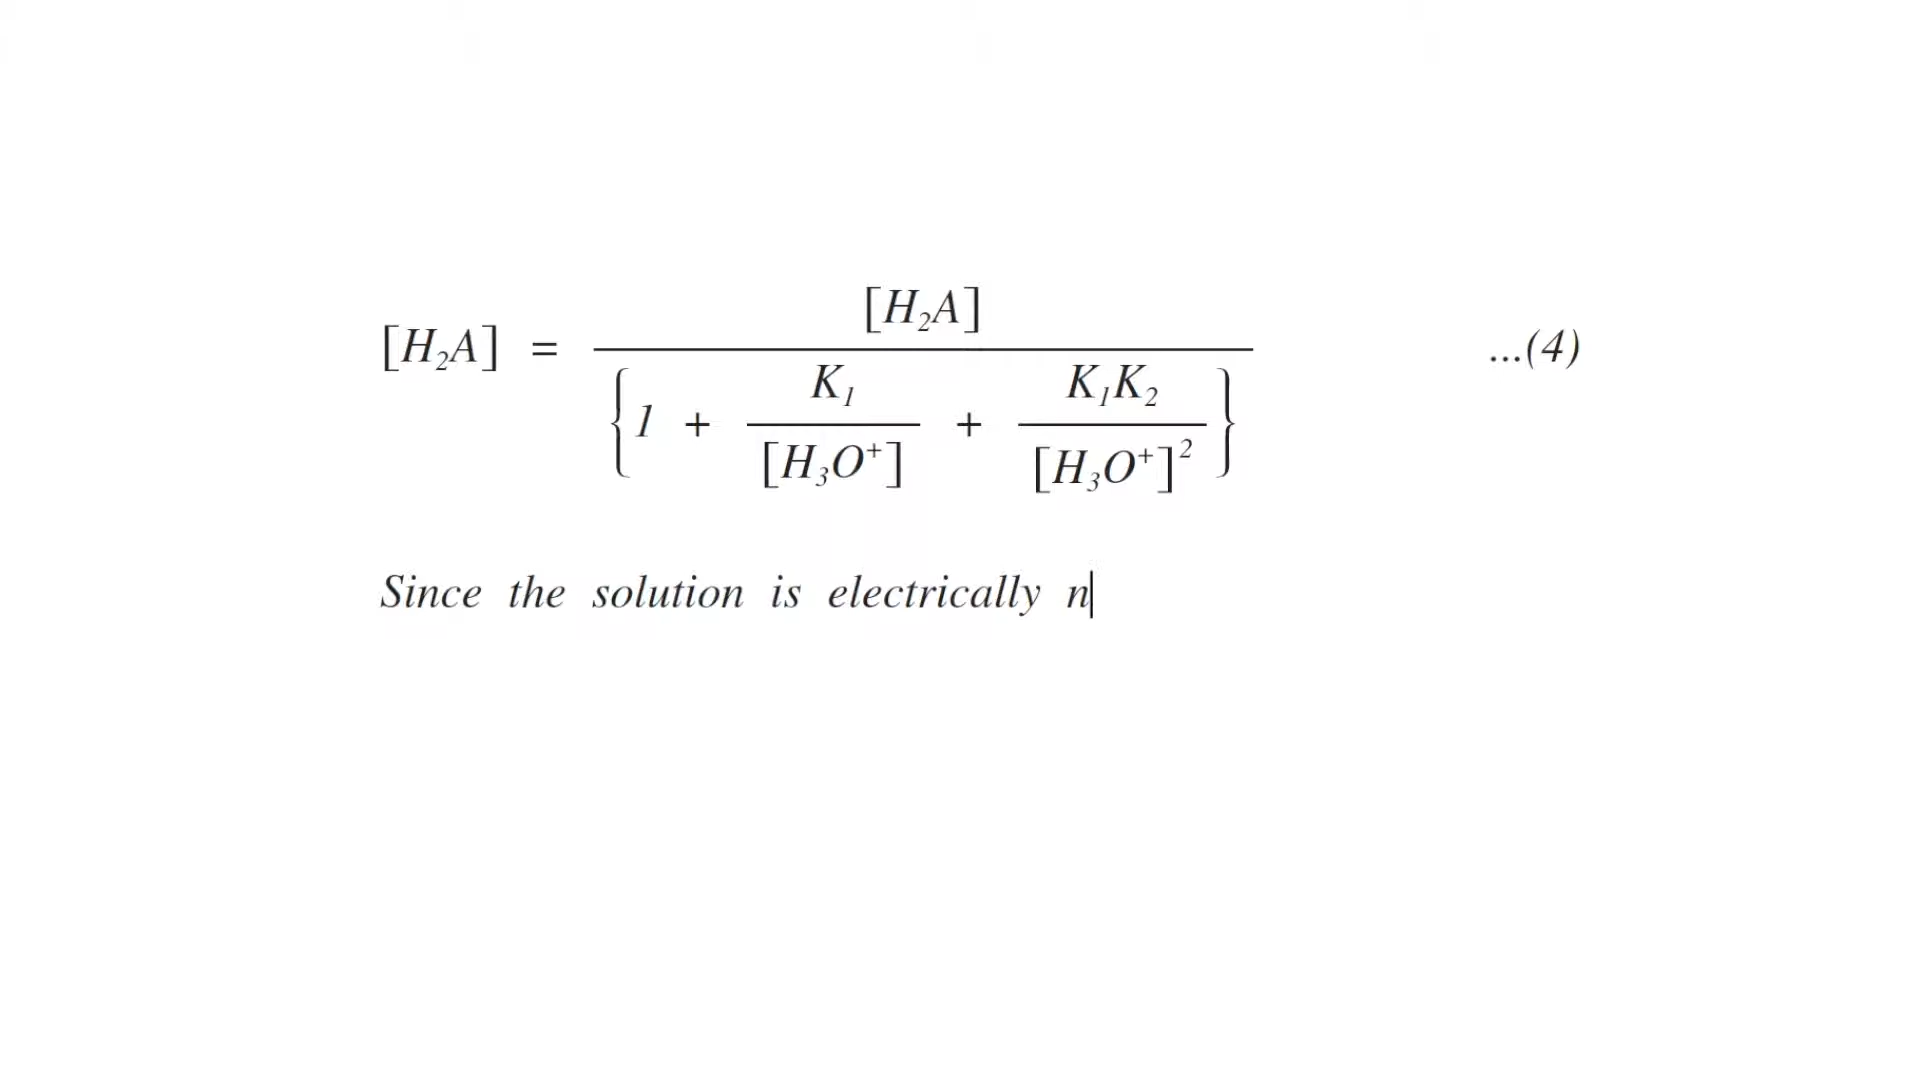 [H₂A] = [H₂A] / {1 + K₁/[H₃O⁺] + K₁K₂/[H₃O⁺]²} ...(4)
Since the solution is electrically n